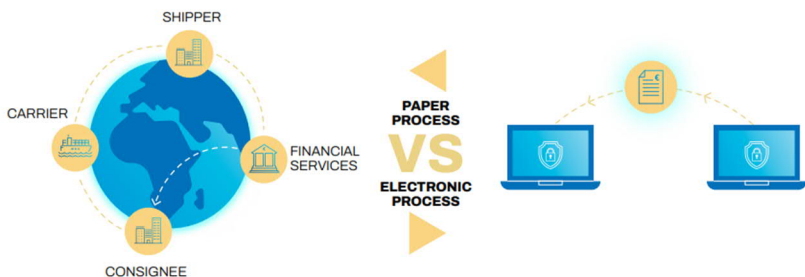 SHIPPER
CARRIER
FINANCIAL
SERVICES
CONSIGNEE
PAPER
PROCESS
VS
ELECTRONIC
PROCESS
€